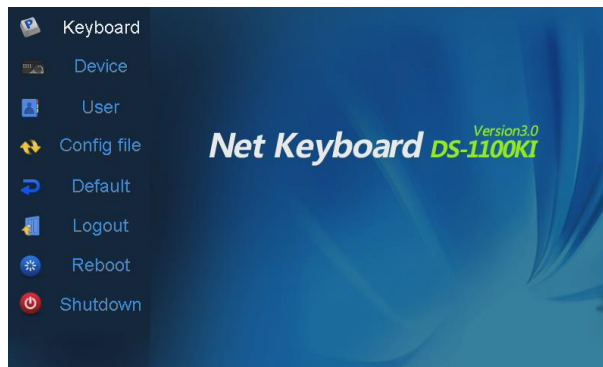 Keyboard
Device
User
Config file
Default
Logout
Reboot
Shutdown
Net Keyboard DS-1100KI
Version3.0